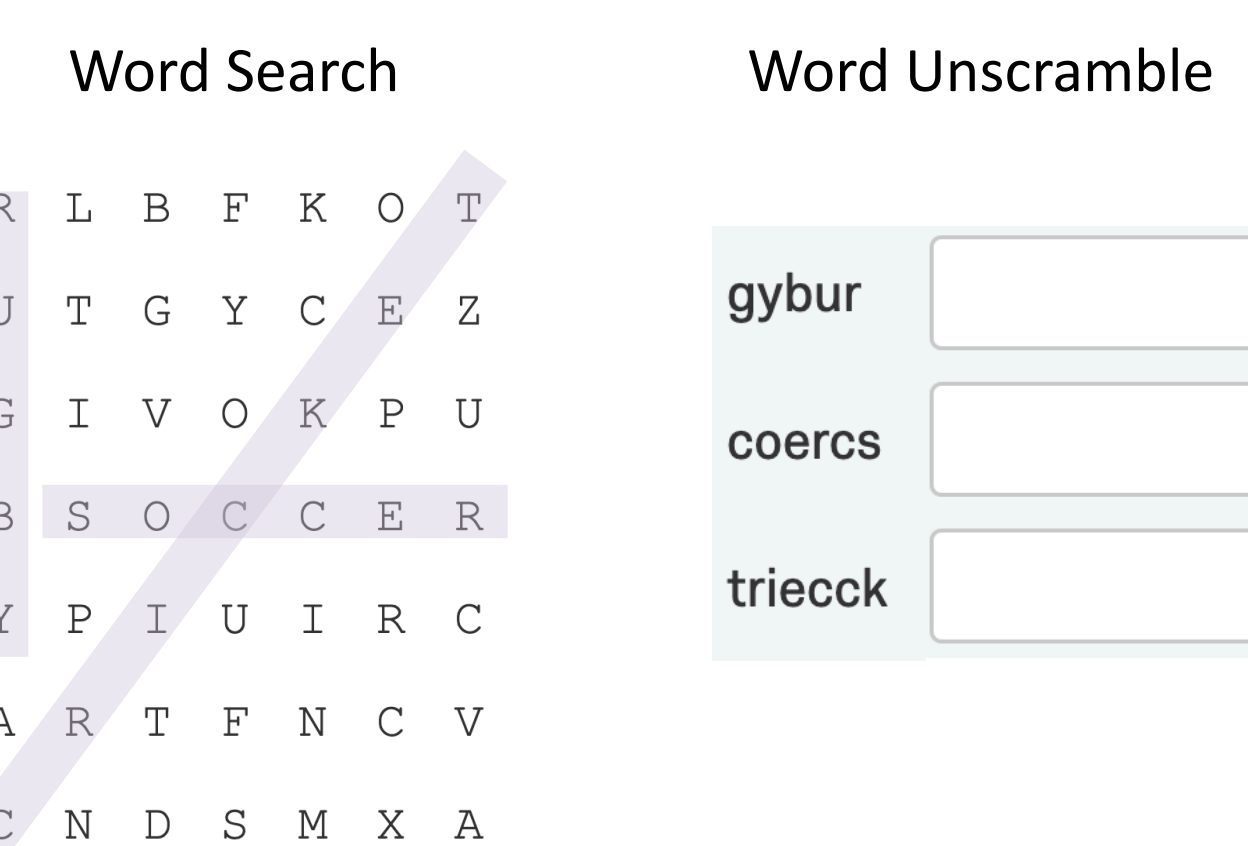 Word Search
Word Unscramble
R L B F K O T
U T G Y C E Z
G I V O K P U
B S O C C E R
Y P I U I R C
A R T F N C V
C N D S M X A
gybur
coercs
triecck